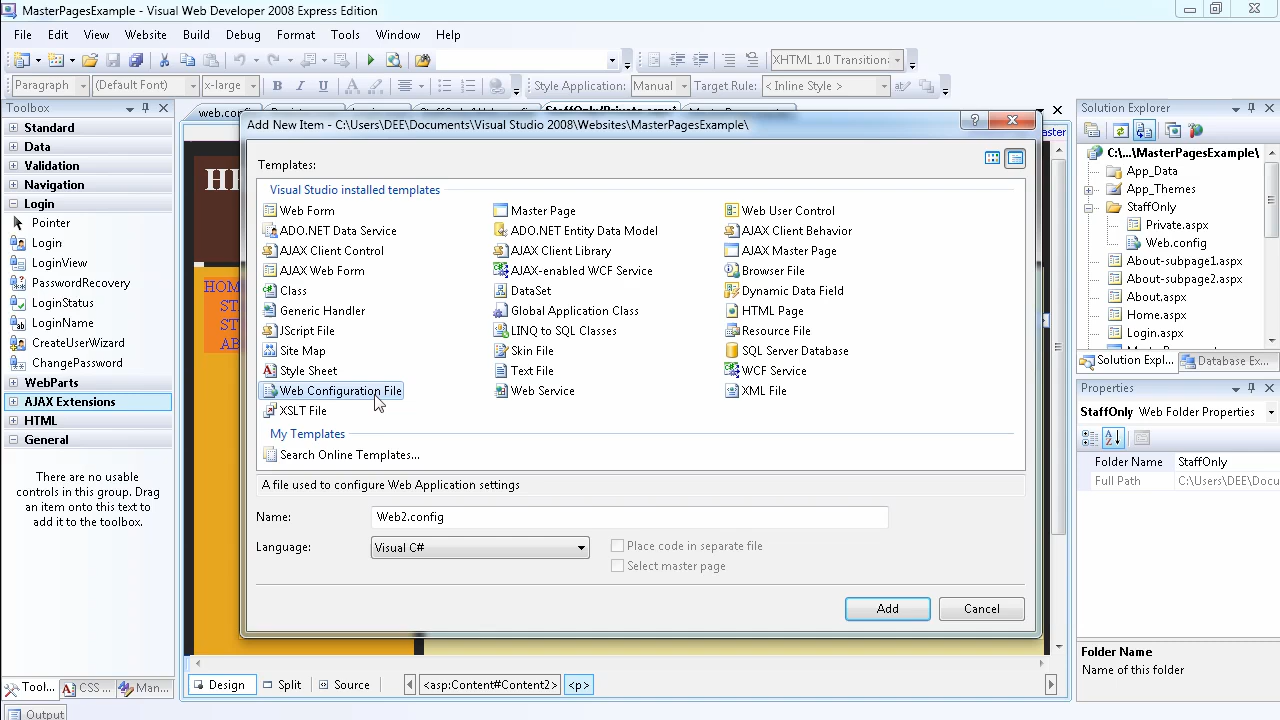 MasterPagesExample - Visual Web Developer 2008 Express Edition
File Edit View Website Build Debug Format Tools Window Help
XHTML 1.0 Transition:
Paragraph (Default Font) x-large B I U A Style Application: Manual Target Rule: < Inline Style >
Toolbox
Standard
Data
Validation
Navigation
Login
Pointer
Login
LoginView
PasswordRecovery
LoginStatus
LoginName
CreateUserWizard
ChangePassword
WebParts
AJAX Extensions
HTML
General
There are no usable
controls in this group. Drag
an item onto this text to
add it to the toolbox.
Tool... CSS ... Man...
Output
web.co
Add New Item - C:\Users\DEE\Documents\Visual Studio 2008\Websites\MasterPagesExample\
Templates:
Visual Studio installed templates
Web Form Master Page Web User Control
ADO.NET Data Service ADO.NET Entity Data Model AJAX Client Behavior
AJAX Client Control AJAX Client Library AJAX Master Page
AJAX Web Form AJAX-enabled WCF Service Browser File
Class DataSet Dynamic Data Field
Generic Handler Global Application Class HTML Page
JScript File LINQ to SQL Classes Resource File
Site Map Skin File SQL Server Database
Style Sheet Text File WCF Service
Web Configuration File Web Service XML File
XSLT File
My Templates
Search Online Templates...
A file used to configure Web Application settings
Name: Web2.config
Language: Visual C#
Place code in separate file
Select master page
Add Cancel
HOM
ST
ST
AB
Design Split Source <asp:Content#Content2> <p>
Solution Explorer
C:\...\MasterPagesExample\
App_Data
App_Themes
StaffOnly
Private.aspx
Web.config
About-subpage1.aspx
About-subpage2.aspx
About.aspx
Home.aspx
Login.aspx
Solution Expl... Database Ex...
Properties
StaffOnly Web Folder Properties
Folder Name StaffOnly
Full Path C:\Users\DEE\Docu
Folder Name
Name of this folder